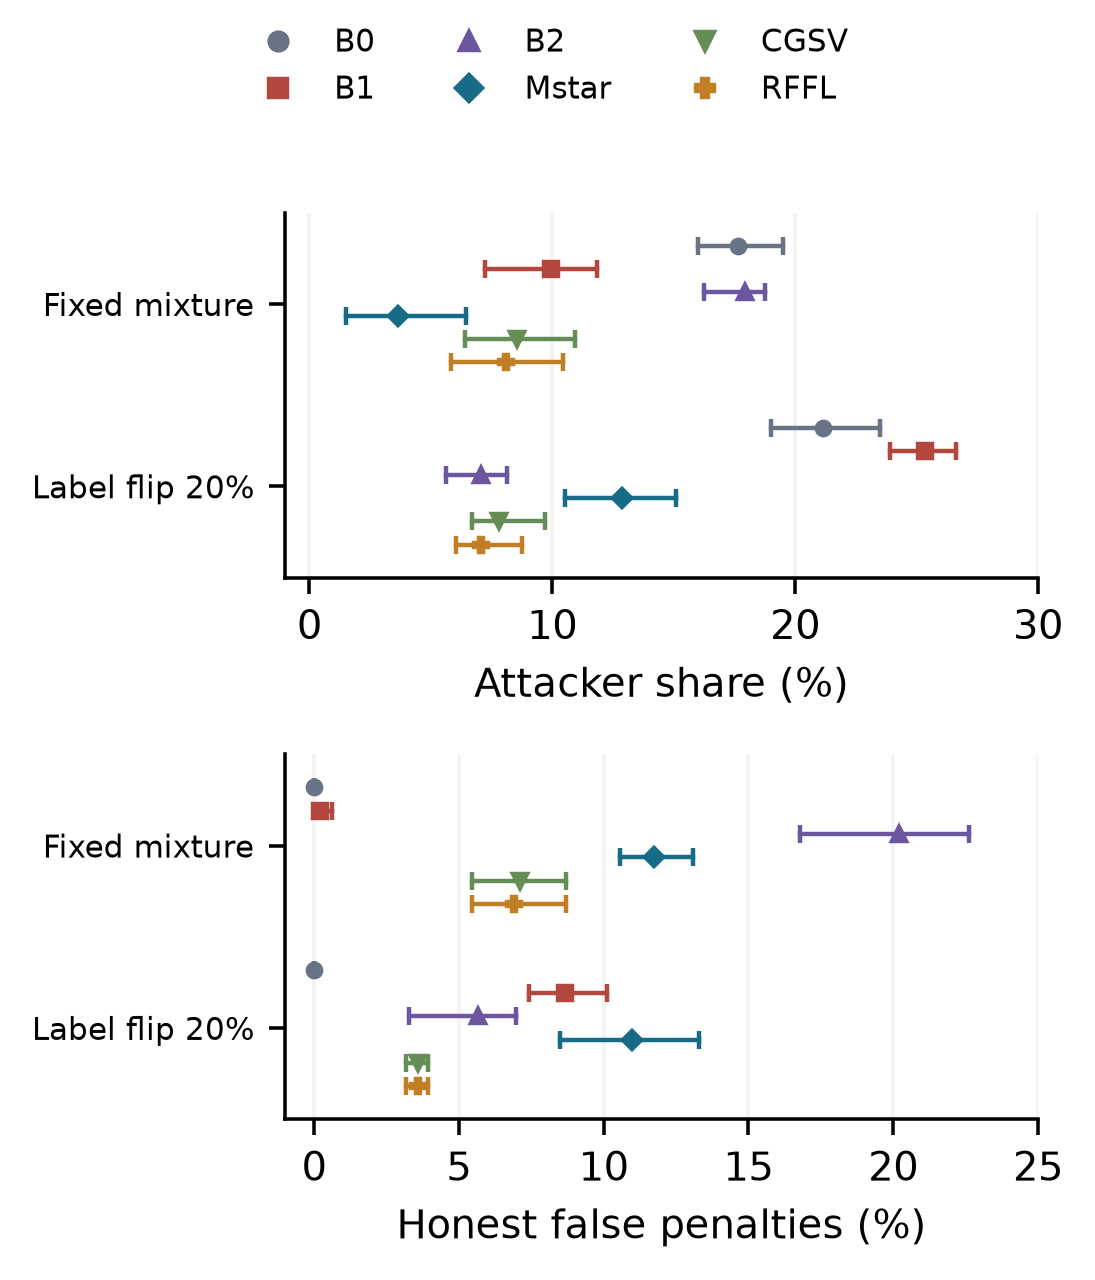 B0 B2 CGSV
B1 Mstar RFFL
Fixed mixture
Label flip 20%
0 10 20 30
Attacker share (%)
Fixed mixture
Label flip 20%
0 5 10 15 20 25
Honest false penalties (%)